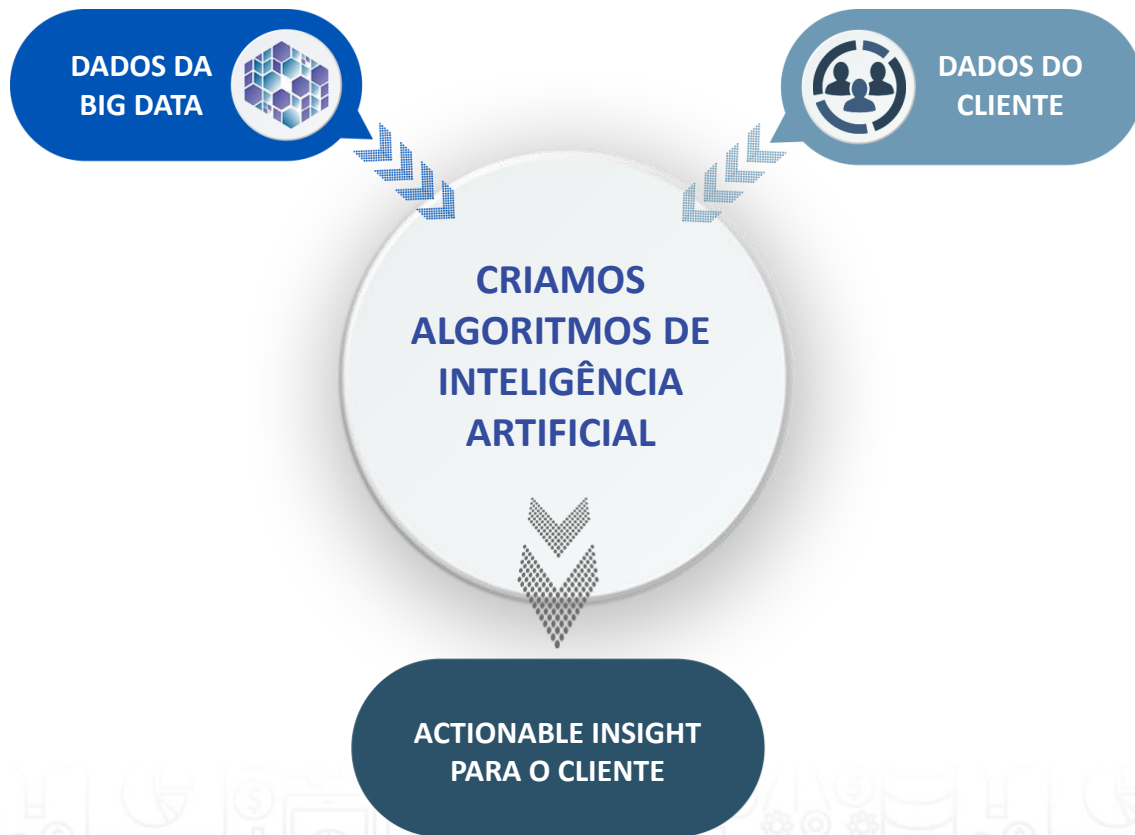 DADOS DA
BIG DATA
DADOS DO
CLIENTE
CRIAMOS
ALGORITMOS DE
INTELIGÊNCIA
ARTIFICIAL
ACTIONABLE INSIGHT
PARA O CLIENTE